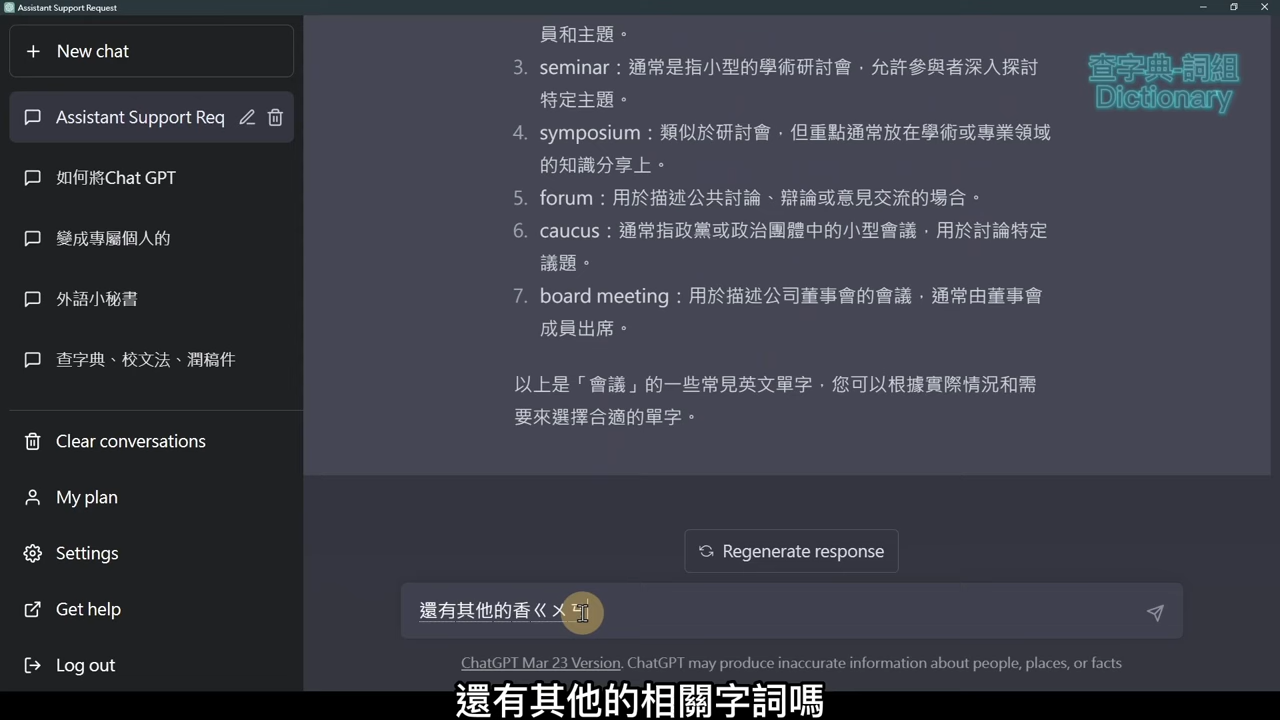 Assistant Support Request
New chat
Assistant Support Req
如何將Chat GPT
變成專屬個人的
外語小秘書
查字典、校文法、潤稿件
Clear conversations
My plan
Settings
Get help
Log out
員和主題。
3. seminar：通常是指小型的學術研討會，允許參與者深入探討
特定主題。
4. symposium：類似於研討會，但重點通常放在學術或專業領域
的知識分享上。
5. forum：用於描述公共討論、辯論或意見交流的場合。
6. caucus：通常指政黨或政治團體中的小型會議，用於討論特定
議題。
7. board meeting：用於描述公司董事會的會議，通常由董事會
成員出席。
以上是「會議」的一些常見英文單字，您可以根據實際情況和需
要來選擇合適的單字。
查字典-詞組
Dictionary
Regenerate response
還有其他的香ㄍㄨ
ChatGPT Mar 23 Version. ChatGPT may produce inaccurate information about people, places, or facts
還有其他的相關字詞嗎